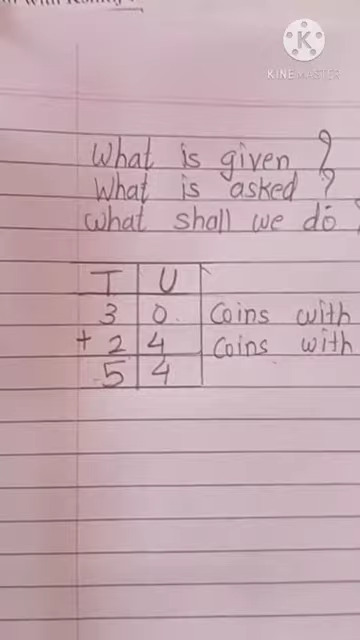 K
KINEMASTER
What is given ?
What is asked ?
What shall we do ?
T U
3 0 Coins with
+ 2 4 Coins with
5 4